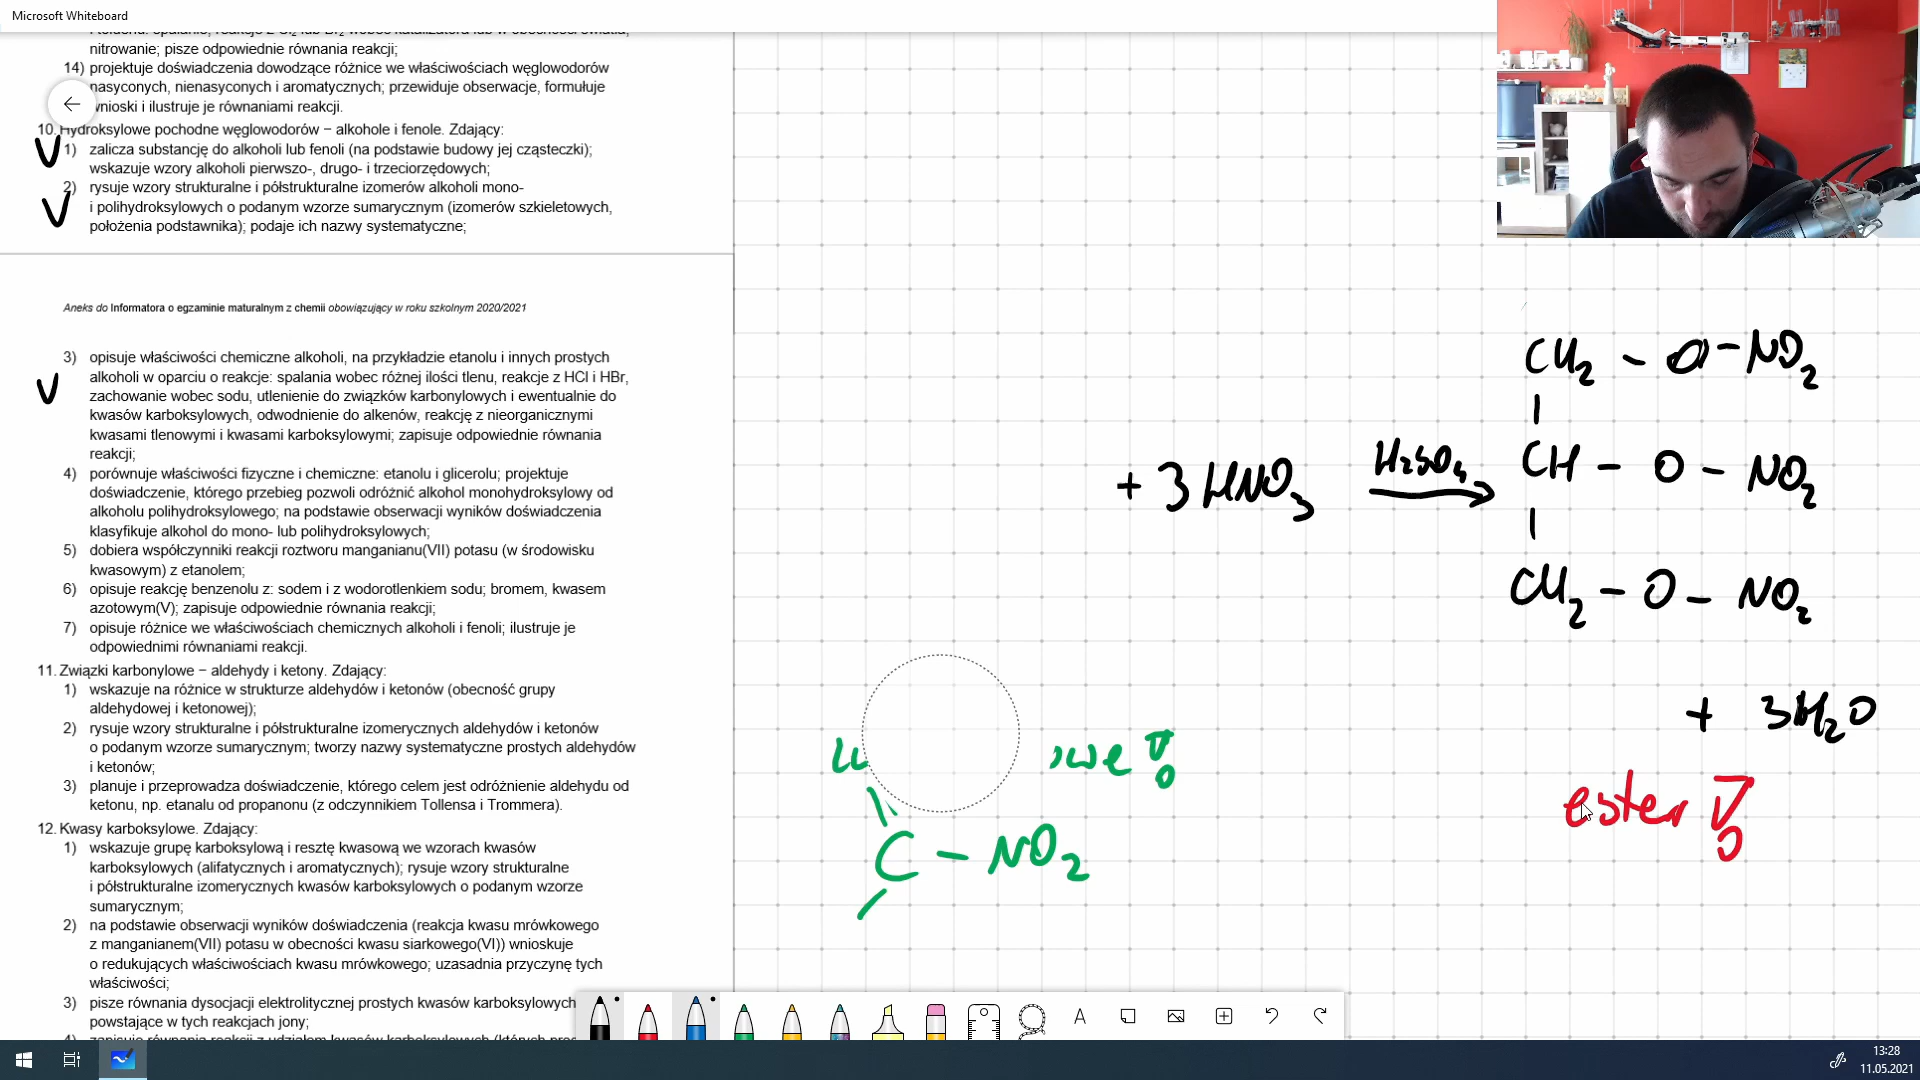 Microsoft Whiteboard
nitrowanie; pisze odpowiednie równania reakcji;
14) projektuje doświadczenia dowodzące różnice we właściwościach węglowodorów
nasyconych, nienasyconych i aromatycznych; przewiduje obserwacje, formułuje
wnioski i ilustruje je równaniami reakcji.
10. Hydroksylowe pochodne węglowodorów − alkohole i fenole. Zdający:
1) zalicza substancję do alkoholi lub fenoli (na podstawie budowy jej cząsteczki);
wskazuje wzory alkoholi pierwszo-, drugo- i trzeciorzędowych;
2) rysuje wzory strukturalne i półstrukturalne izomerów alkoholi mono-
i polihydroksylowych o podanym wzorze sumarycznym (izomerów szkieletowych,
położenia podstawnika); podaje ich nazwy systematyczne;
Aneks do Informatora o egzaminie maturalnym z chemii obowiązujący w roku szkolnym 2020/2021
3) opisuje właściwości chemiczne alkoholi, na przykładzie etanolu i innych prostych
alkoholi w oparciu o reakcje: spalania wobec różnej ilości tlenu, reakcje z HCl i HBr,
zachowanie wobec sodu, utlenienie do związków karbonylowych i ewentualnie do
kwasów karboksylowych, odwodnienie do alkenów, reakcję z nieorganicznymi
kwasami tlenowymi i kwasami karboksylowymi; zapisuje odpowiednie równania
reakcji;
4) porównuje właściwości fizyczne i chemiczne: etanolu i glicerolu; projektuje
doświadczenie, którego przebieg pozwoli odróżnić alkohol monohydroksylowy od
alkoholu polihydroksylowego; na podstawie obserwacji wyników doświadczenia
klasyfikuje alkohol do mono- lub polihydroksylowych;
5) dobiera współczynniki reakcji roztworu manganianu(VII) potasu (w środowisku
kwasowym) z etanolem;
6) opisuje reakcję benzenolu z: sodem i z wodorotlenkiem sodu; bromem, kwasem
azotowym(V); zapisuje odpowiednie równania reakcji;
7) opisuje różnice we właściwościach chemicznych alkoholi i fenoli; ilustruje je
odpowiednimi równaniami reakcji.
11. Związki karbonylowe − aldehydy i ketony. Zdający:
1) wskazuje na różnice w strukturze aldehydów i ketonów (obecność grupy
aldehydowej i ketonowej);
2) rysuje wzory strukturalne i półstrukturalne izomerycznych aldehydów i ketonów
o podanym wzorze sumarycznym; tworzy nazwy systematyczne prostych aldehydów
i ketonów;
3) planuje i przeprowadza doświadczenie, którego celem jest odróżnienie aldehydu od
ketonu, np. etanalu od propanonu (z odczynnikiem Tollensa i Trommera).
12. Kwasy karboksylowe. Zdający:
1) wskazuje grupę karboksylową i resztę kwasową we wzorach kwasów
karboksylowych (alifatycznych i aromatycznych); rysuje wzory strukturalne
i półstrukturalne izomerycznych kwasów karboksylowych o podanym wzorze
sumarycznym;
2) na podstawie obserwacji wyników doświadczenia (reakcja kwasu mrówkowego
z manganianem(VII) potasu w obecności kwasu siarkowego(VI)) wnioskuje
o redukujących właściwościach kwasu mrówkowego; uzasadnia przyczynę tych
właściwości;
3) pisze równania dysocjacji elektrolitycznej prostych kwasów karboksylowych
powstające w tych reakcjach jony;
CH2 - O - NO2
+ 3 HNO3 H2SO4 CH - O - NO2
CH2 - O - NO2
+ 3H2O
ester !
C - NO2
A
13:28
11.05.2021